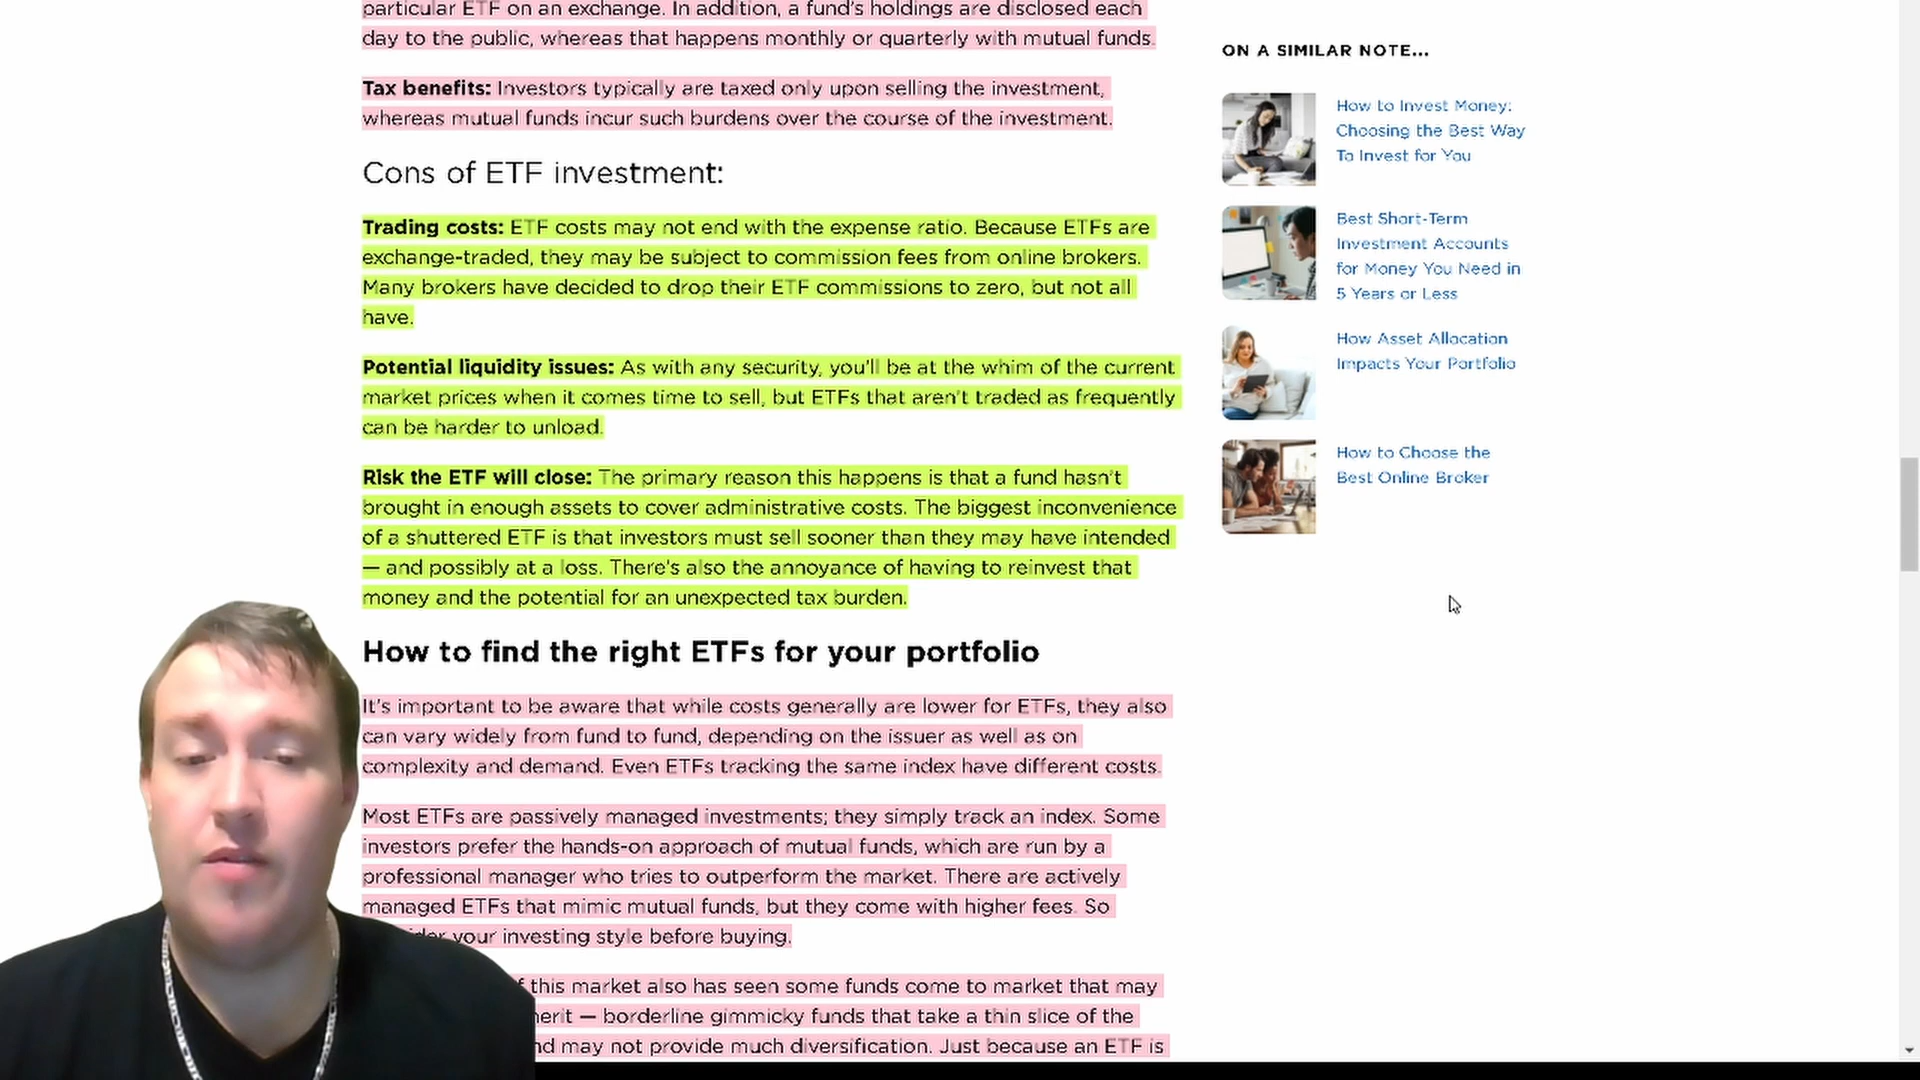 particular ETF on an exchange. In addition, a fund's holdings are disclosed each
day to the public, whereas that happens monthly or quarterly with mutual funds.
Tax benefits: Investors typically are taxed only upon selling the investment,
whereas mutual funds incur such burdens over the course of the investment.
Cons of ETF investment:
Trading costs: ETF costs may not end with the expense ratio. Because ETFs are
exchange-traded, they may be subject to commission fees from online brokers.
Many brokers have decided to drop their ETF commissions to zero, but not all
have.
Potential liquidity issues: As with any security, you'll be at the whim of the current
market prices when it comes time to sell, but ETFs that aren't traded as frequently
can be harder to unload.
Risk the ETF will close: The primary reason this happens is that a fund hasn't
brought in enough assets to cover administrative costs. The biggest inconvenience
of a shuttered ETF is that investors must sell sooner than they may have intended
— and possibly at a loss. There's also the annoyance of having to reinvest that
money and the potential for an unexpected tax burden.
How to find the right ETFs for your portfolio
It's important to be aware that while costs generally are lower for ETFs, they also
can vary widely from fund to fund, depending on the issuer as well as on
complexity and demand. Even ETFs tracking the same index have different costs.
Most ETFs are passively managed investments; they simply track an index. Some
investors prefer the hands-on approach of mutual funds, which are run by a
professional manager who tries to outperform the market. There are actively
managed ETFs that mimic mutual funds, but they come with higher fees. So
your investing style before buying.
this market also has seen some funds come to market that may
— borderline gimmicky funds that take a thin slice of the
may not provide much diversification. Just because an ETF is
ON A SIMILAR NOTE...
How to Invest Money:
Choosing the Best Way
To Invest for You
Best Short-Term
Investment Accounts
for Money You Need in
5 Years or Less
How Asset Allocation
Impacts Your Portfolio
How to Choose the
Best Online Broker